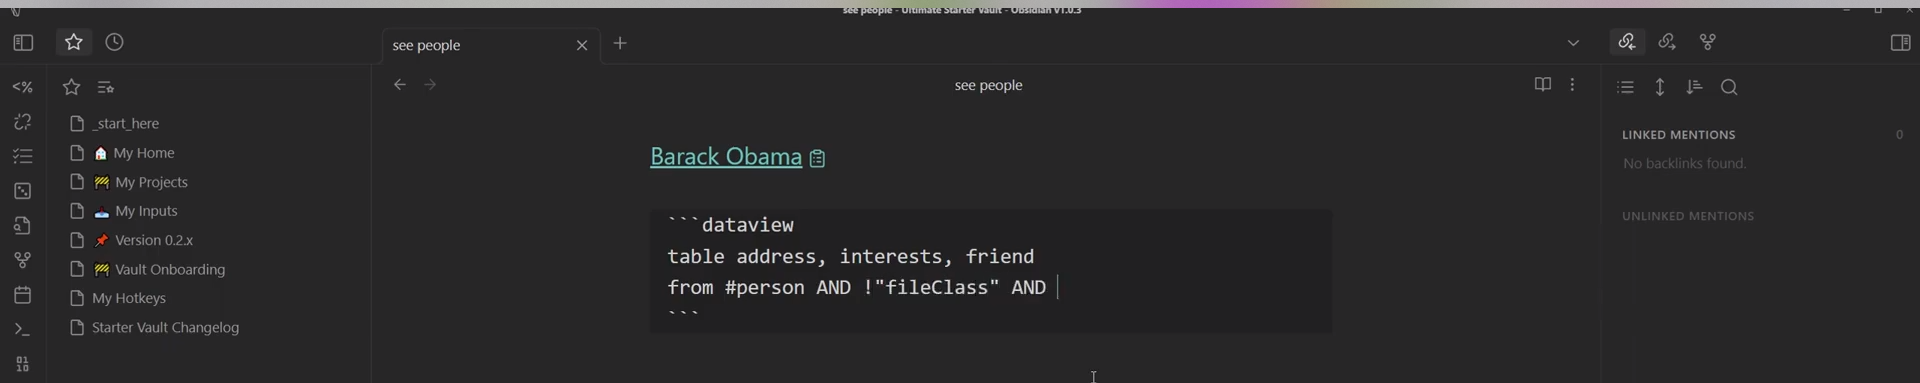 see people - Ultimate Starter Vault - Obsidian v1.0.3
see people
see people
_start_here
My Home
My Projects
My Inputs
Version 0.2.x
Vault Onboarding
My Hotkeys
Starter Vault Changelog
Barack Obama
```dataview
table address, interests, friend
from #person AND !"fileClass" AND
```
LINKED MENTIONS 0
No backlinks found.
UNLINKED MENTIONS